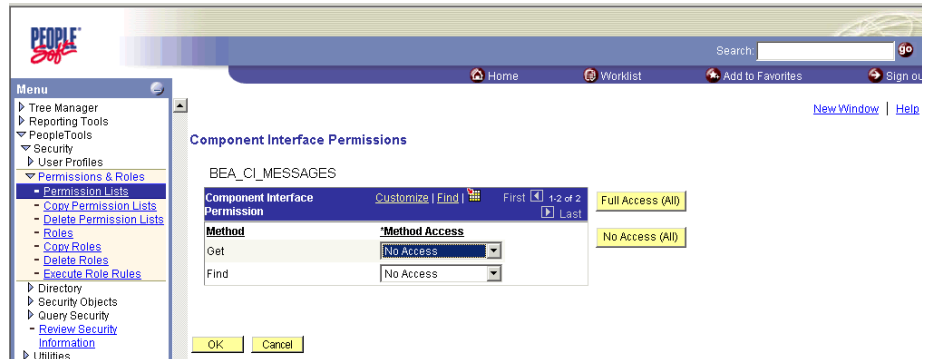 PEOPLE
Soft
Search:
go
Home
Worklist
Add to Favorites
Sign ou
Menu
Tree Manager
Reporting Tools
PeopleTools
Security
User Profiles
Permissions & Roles
- Permission Lists
- Copy Permission Lists
- Delete Permission Lists
- Roles
- Copy Roles
- Delete Roles
- Execute Role Rules
Directory
Security Objects
Query Security
- Review Security
Information
Utilities
New Window | Help
Component Interface Permissions
BEA_CI_MESSAGES
Component Interface
Permission
Customize | Find |
First 1-2 of 2
Last
Full Access (All)
No Access (All)
Method *Method Access
Get No Access
Find No Access
OK Cancel